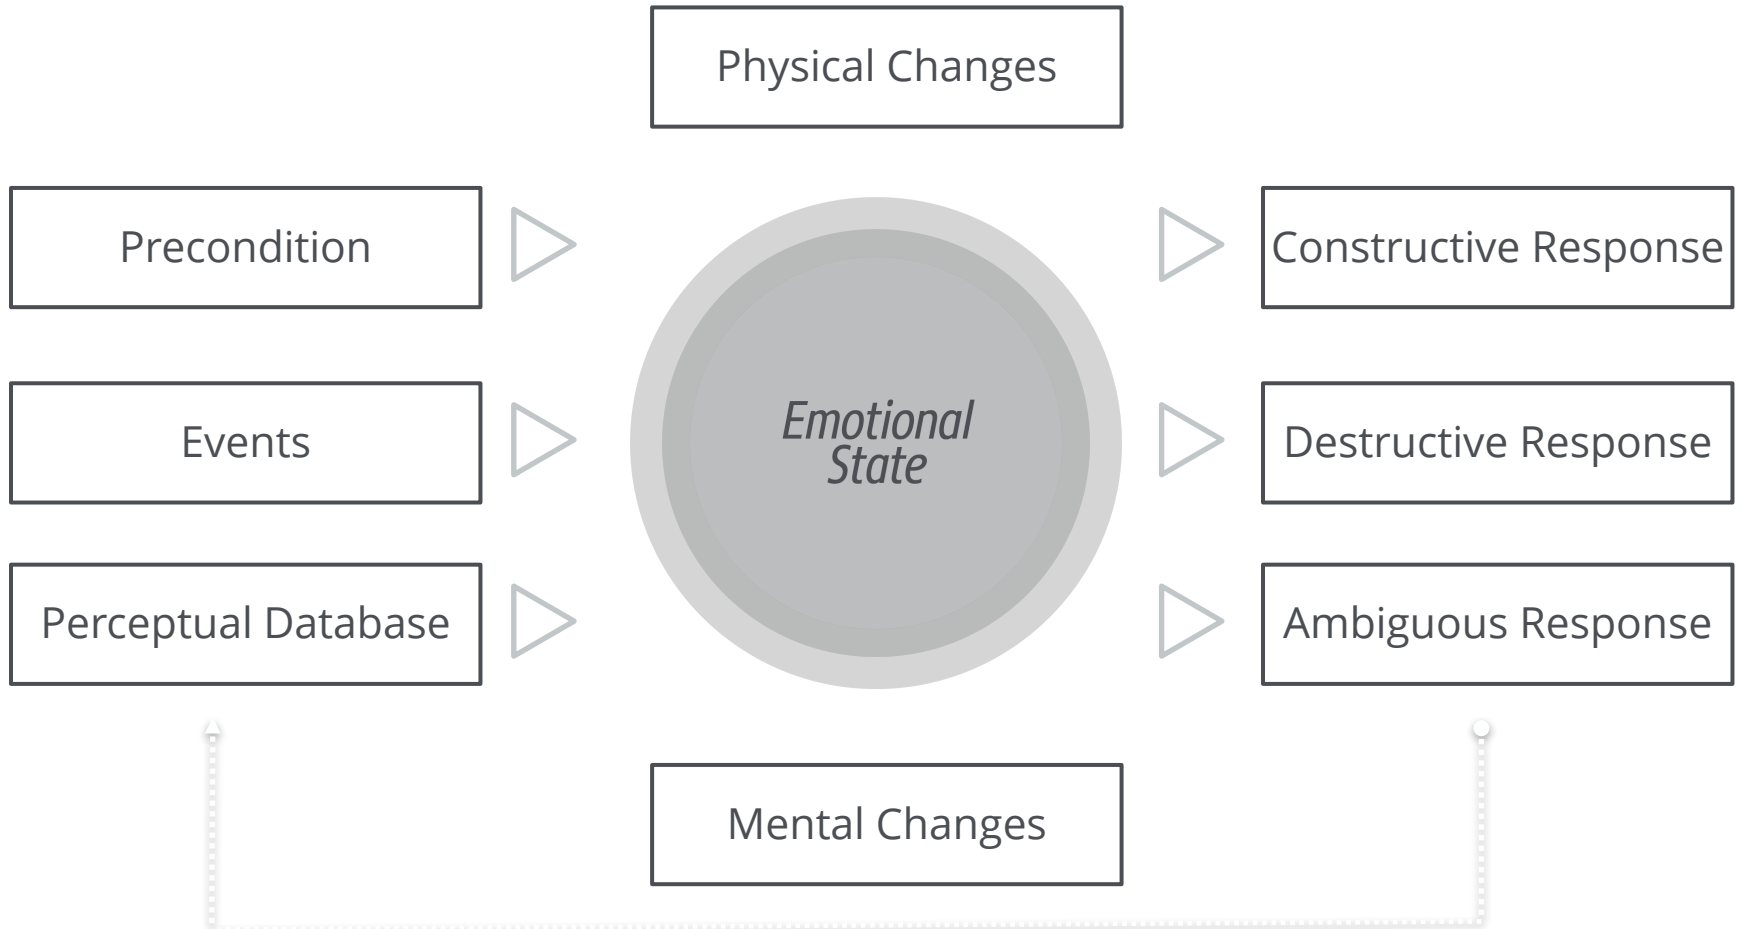 Physical Changes
Precondition
Constructive Response
Events
Emotional
State
Destructive Response
Perceptual Database
Ambiguous Response
Mental Changes